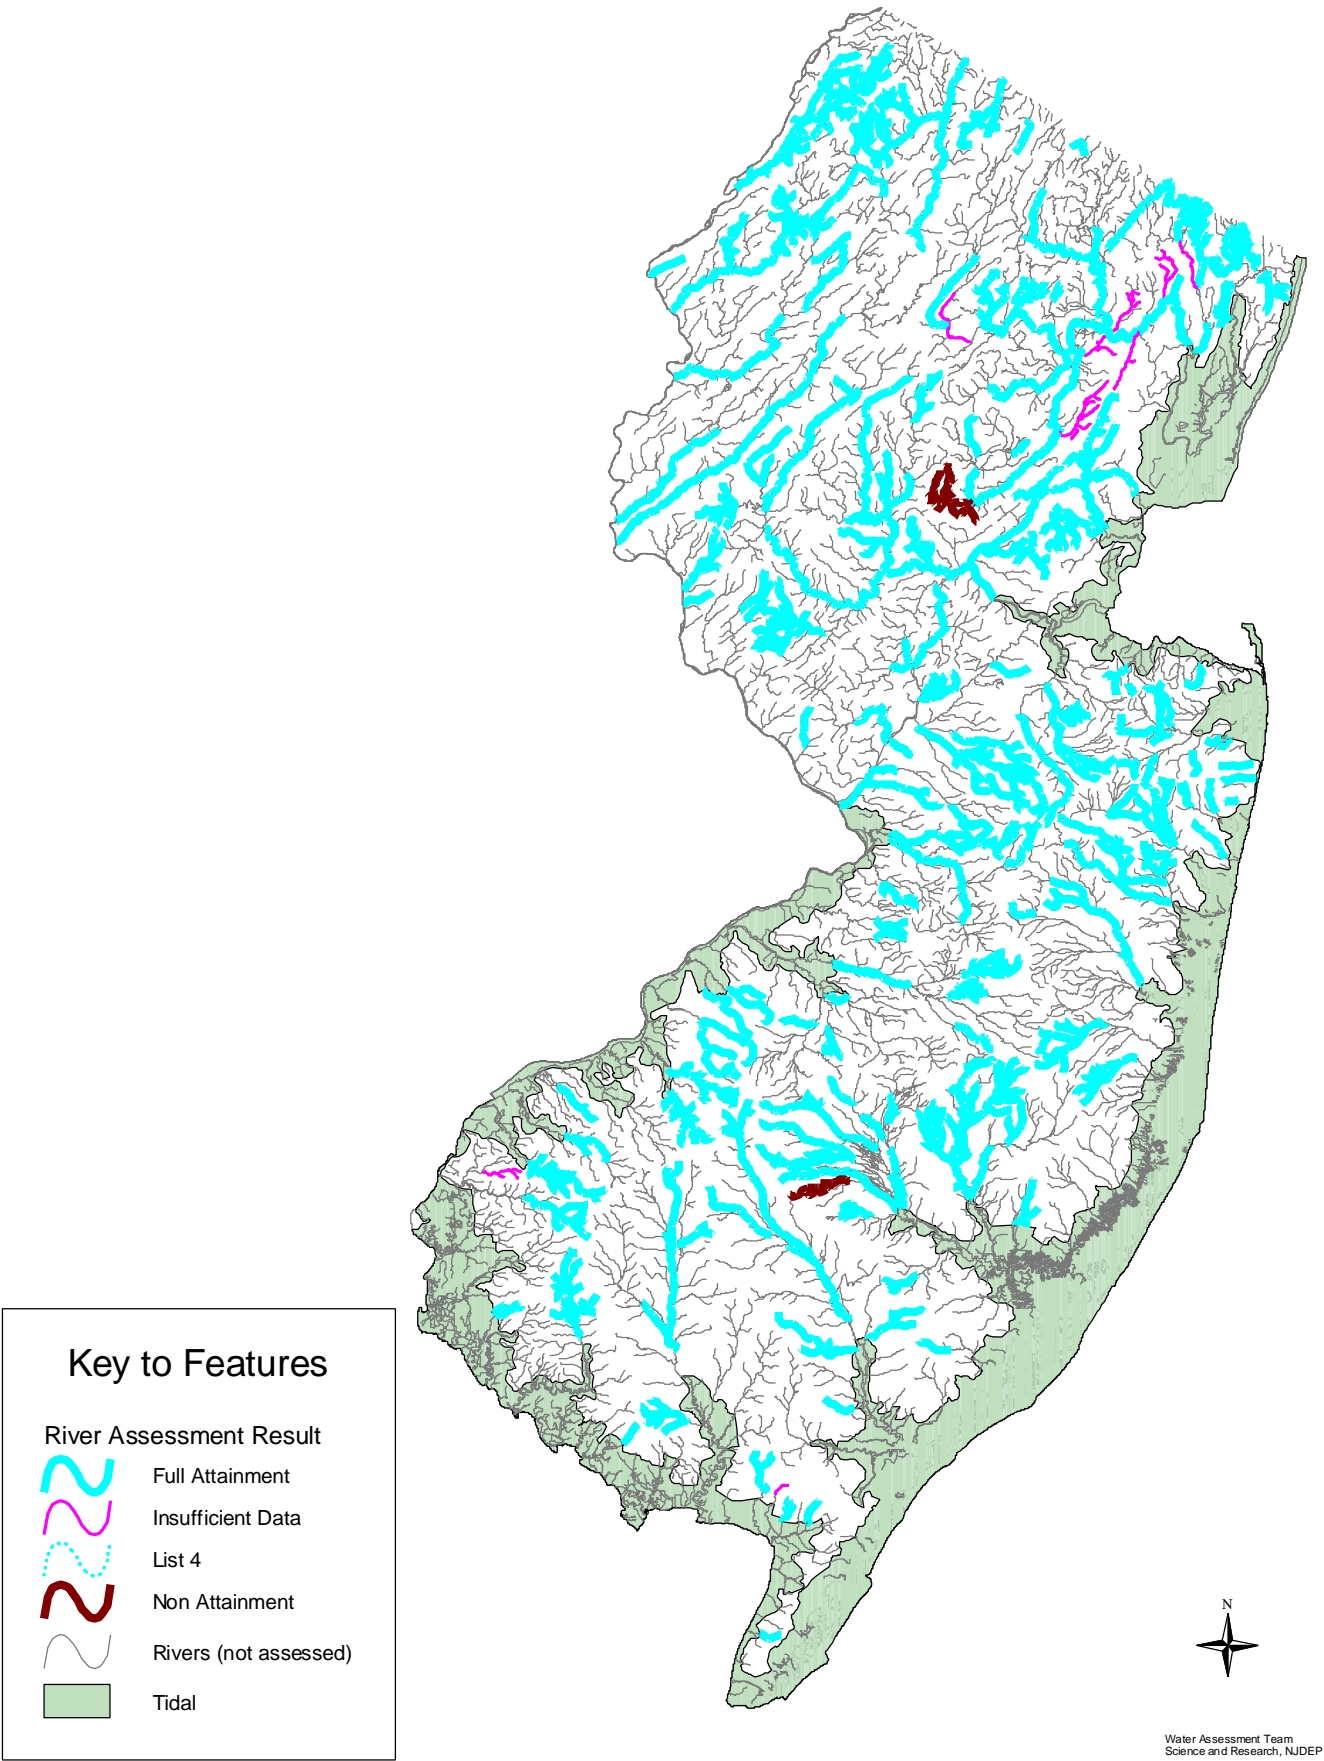 Key to Features
River Assessment Result
Full Attainment
Insufficient Data
List 4
Non Attainment
Rivers (not assessed)
Tidal
N
Water Assessment Team
Science and Research, NJDEP